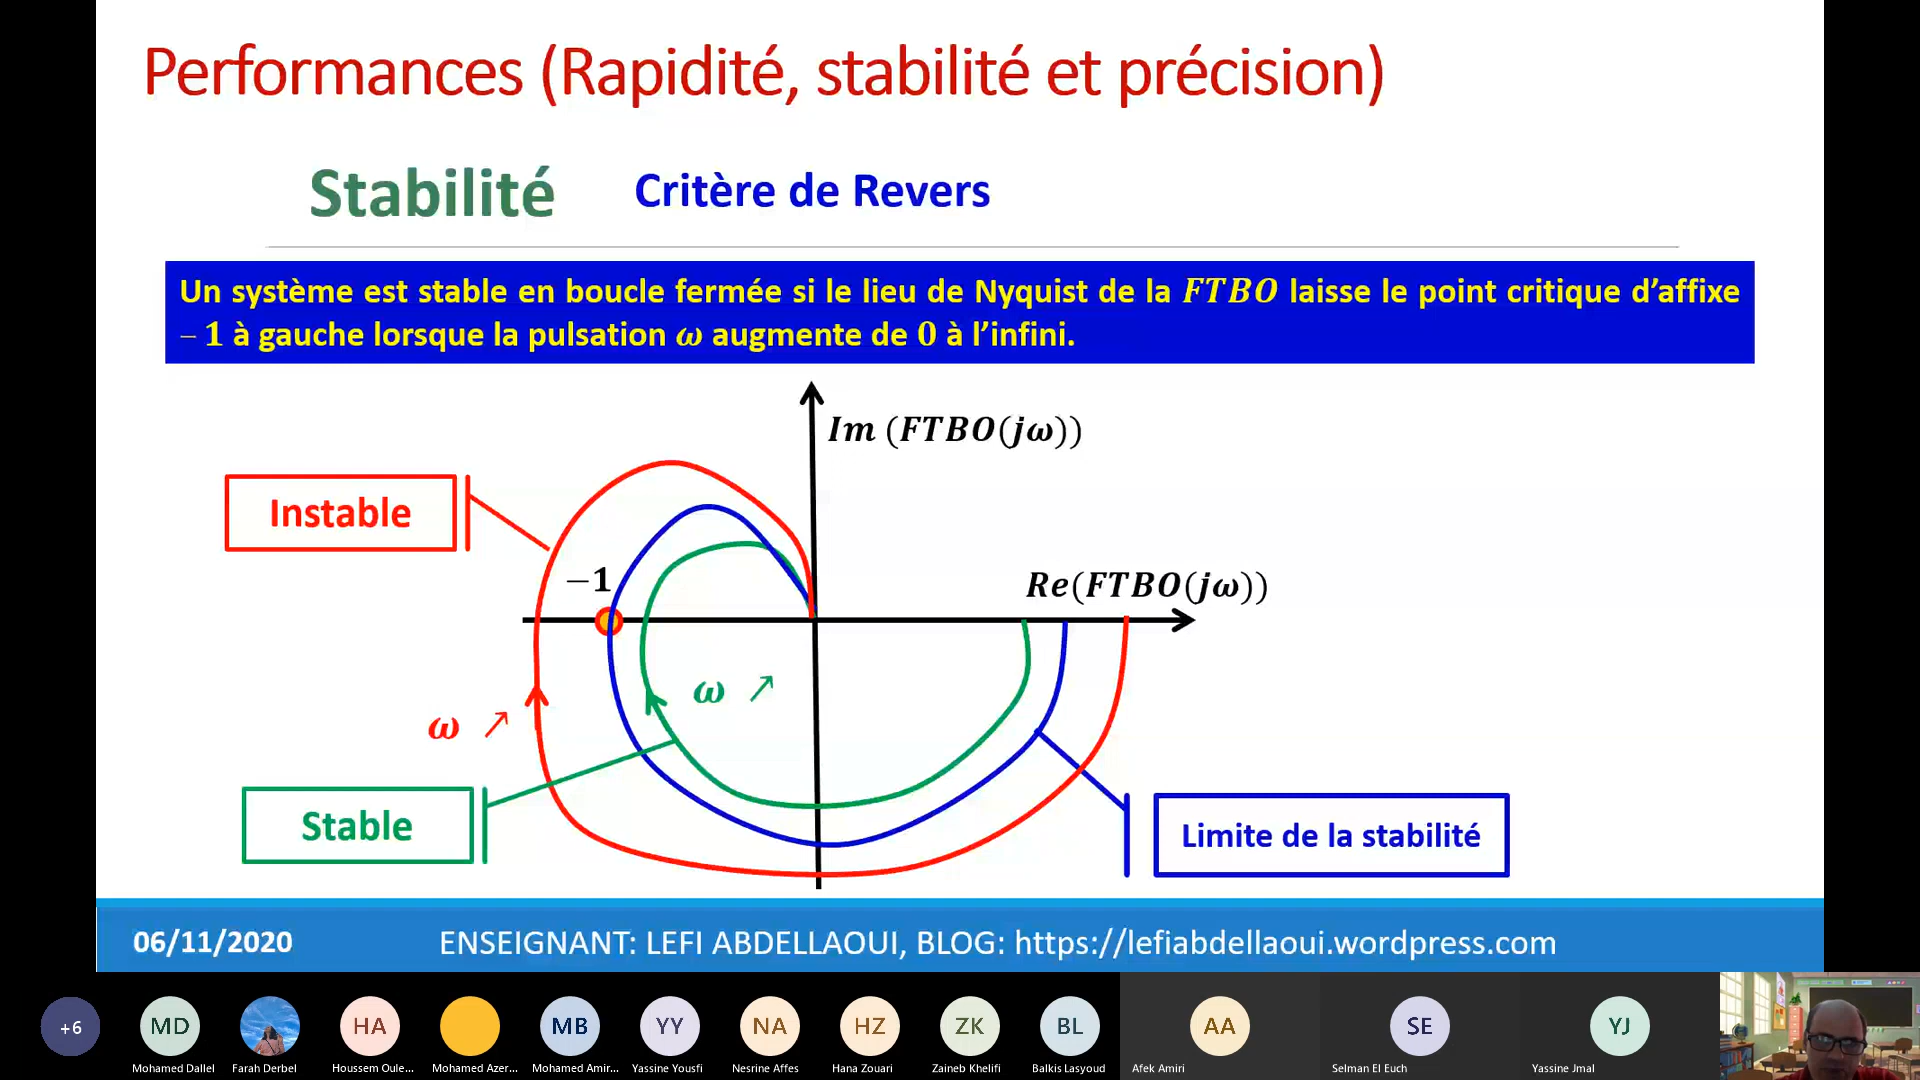 Performances (Rapidité, stabilité et précision)
Stabilité Critère de Revers
Un système est stable en boucle fermée si le lieu de Nyquist de la FTBO laisse le point critique d’affixe
– 1 à gauche lorsque la pulsation ω augmente de 0 à l’infini.
Im (FTBO(jω))
Instable
−1
Re(FTBO(jω))
ω ↗
ω ↗
Stable
Limite de la stabilité
06/11/2020 ENSEIGNANT: LEFI ABDELLAOUI, BLOG: https://lefiabdellaoui.wordpress.com
+6 MD HA MB YY NA HZ ZK BL AA SE YJ
Mohamed Dallel Farah Derbel Houssem Oule... Mohamed Azer... Mohamed Amir... Yassine Yousfi Nesrine Affes Hana Zouari Zaineb Khelifi Balkis Lasyoud Afek Amiri Selman El Euch Yassine Jmal